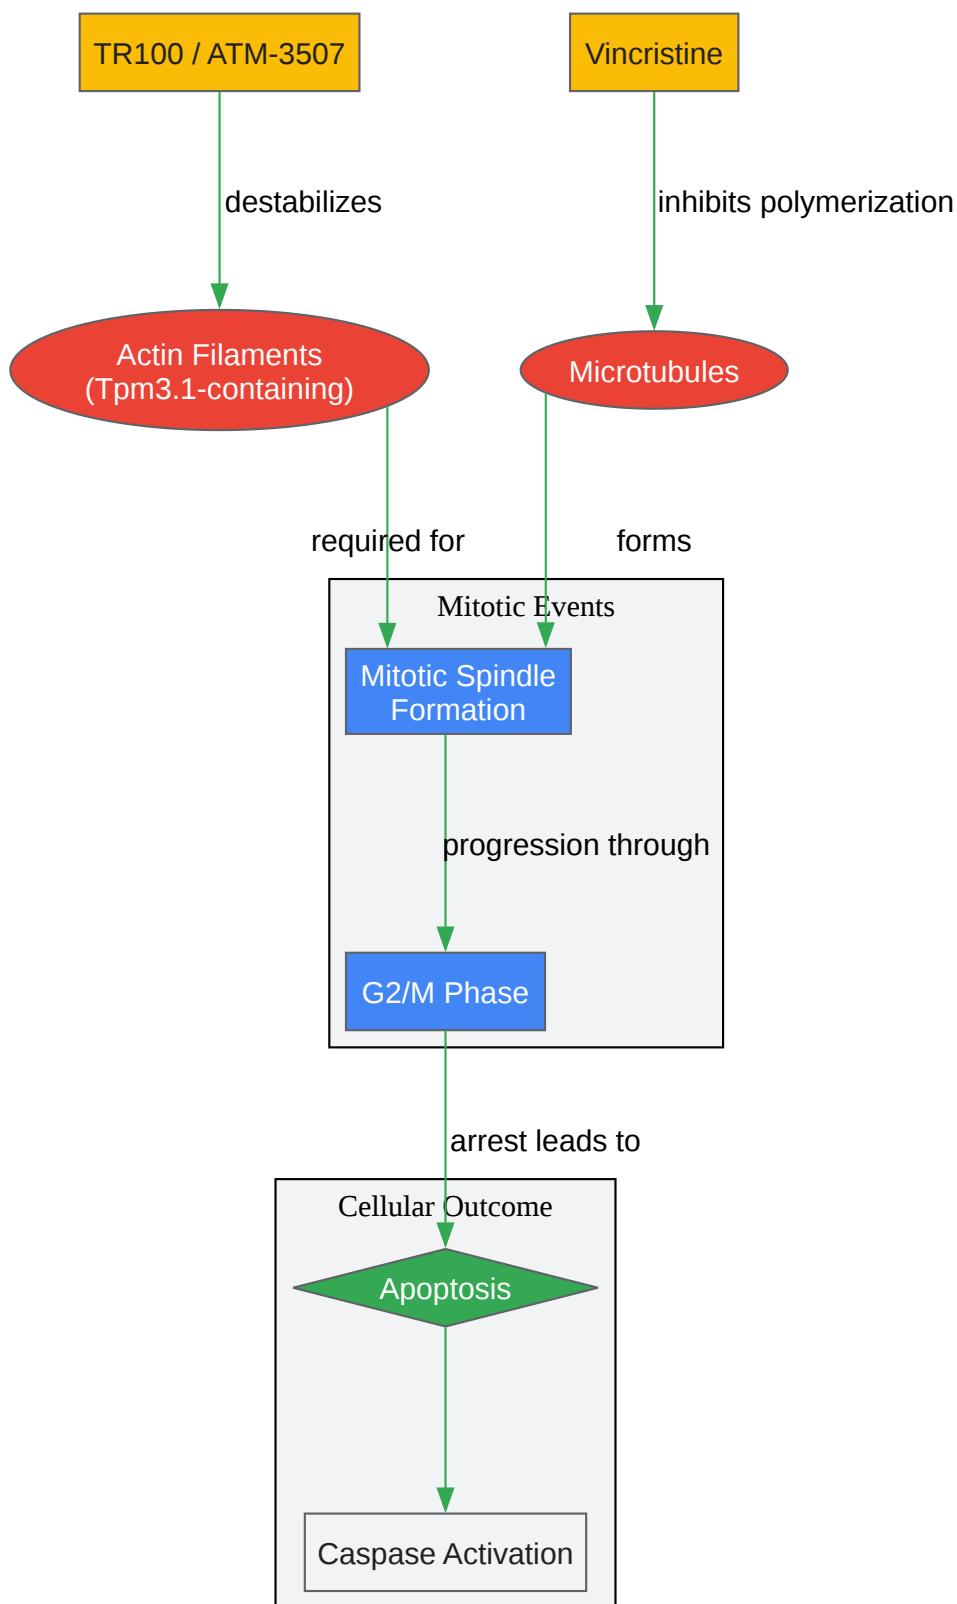 TR100 / ATM-3507
Vincristine
destabilizes
inhibits polymerization
Actin Filaments
(Tpm3.1-containing)
Microtubules
required for
forms
Mitotic Events
Mitotic Spindle
Formation
progression through
G2/M Phase
arrest leads to
Cellular Outcome
Apoptosis
Caspase Activation